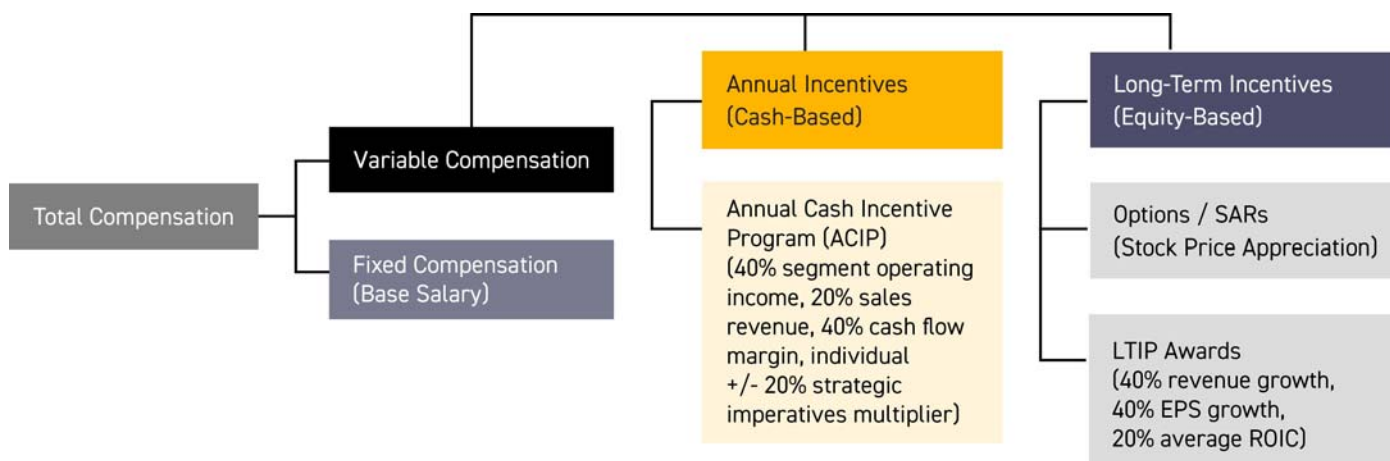 Total Compensation
Variable Compensation
Fixed Compensation
(Base Salary)
Annual Incentives
(Cash-Based)
Annual Cash Incentive
Program (ACIP)
(40% segment operating
income, 20% sales
revenue, 40% cash flow
margin, individual
+/- 20% strategic
imperatives multiplier)
Long-Term Incentives
(Equity-Based)
Options / SARs
(Stock Price Appreciation)
LTIP Awards
(40% revenue growth,
40% EPS growth,
20% average ROIC)